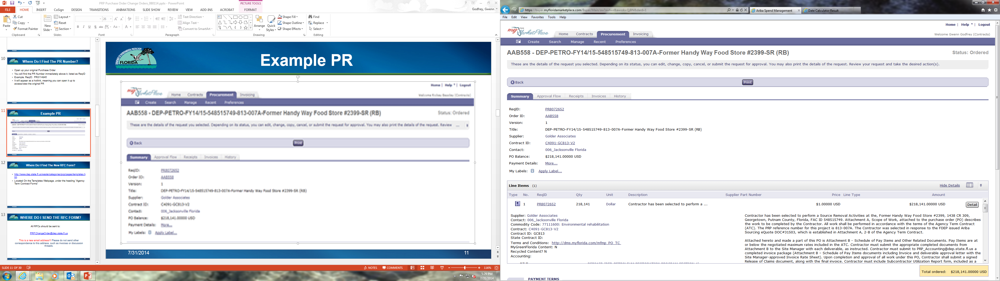 PRP Purchase Order Change Orders_080114.pptx - PowerPoint
PICTURE TOOLS
FILE HOME INSERT CoSign DESIGN TRANSITIONS ANIMATIONS SLIDE SHOW REVIEW VIEW ADD-INS ACROBAT FORMAT
Godfrey, Gwenn
Paste
Cut
Copy
Format Painter
Clipboard
New Slide
Layout
Reset
Section
Slides
26
Font
Text Direction
Align Text
Convert to SmartArt
Paragraph
Arrange
Quick Styles
Shape Fill
Shape Outline
Shape Effects
Drawing
Find
Replace
Select
Editing
10
Where Do I Find The PR Number?
• Open up your original Purchase Order
• You will find the PR Number immediately above it, listed as ReqID
• Example: ReqID: PR8114945
• It will appear as a hotlink, meaning you can open it up to
access/view the original PR
11
Example PR
12
Where Do I Find The New RFC Form?
• http://www.dep.state.fl.us/waste/categories/pcp/pages/templates.h
tm
• Located On the Templates Webpage, under the heading "Agency
Term Contract Forms"
13
WHERE DO I SEND THE RFC FORM?
All RFCs should be sent to:
PRP.ChangeOrder@dep.state.fl.us
This is a new email address!!! Please do not send other
correspondence to this address, such as invoices or discussion
threads.
FLORIDA
Example PR
Home | Help | Logout
my MarketPlace
Home Contracts Procurement Invoicing
Welcome Rickey Beasley (Contracts)
Create Search Manage Recent Preferences
AAB558 - DEP-PETRO-FY14/15-548515749-813-007A-Former Handy Way Food Store #2399-SR (RB)
Status: Ordered
These are the details of the request you selected. Depending on its status, you can edit, change, copy, cancel, or submit the request for approval. You may also print the details of the request. Review ...
Back
Print
Summary Approval Flow Receipts Invoices History
ReqID: PR8072652
Order ID: AAB558
Version: 1
Title: DEP-PETRO-FY14/15-548515749-813-007A-Former Handy Way Food Store #2399-SR (RB)
Supplier: Golder Associates
Contract ID: C4091-GC813-V2
Contact: 006_Jacksonville Florida
PO Balance: $218,141.00000 USD
Payment Details: More...
My Labels: Apply Label...
7/31/2014
11
SLIDE 11 OF 30
NOTES
COMMENTS
116%
5:29 PM
7/31/2014
https://buyer.myfloridamarketplace.com/Buyer/Main/aw?awh=r&awssk=QjBN&dard=1
Ariba Spend Management
Date Calculator Result
File Edit View Favorites Tools Help
Home | Help | Logout
my MarketPlace
Home Contracts Procurement Invoicing
Welcome Gwenn Godfrey (Contracts)
Create Search Manage Recent Preferences
AAB558 - DEP-PETRO-FY14/15-548515749-813-007A-Former Handy Way Food Store #2399-SR (RB)
Status: Ordered
These are the details of the request you selected. Depending on its status, you can edit, change, copy, cancel, or submit the request for approval. You may also print the details of the request. Review your request and take the desired action(s).
Back
Print
Summary Approval Flow Receipts Invoices History
ReqID: PR8072652
Order ID: AAB558
Version: 1
Title: DEP-PETRO-FY14/15-548515749-813-007A-Former Handy Way Food Store #2399-SR (RB)
Supplier: Golder Associates
Contract ID: C4091-GC813-V2
Contact: 006_Jacksonville Florida
PO Balance: $218,141.00000 USD
Payment Details: More...
My Labels: Apply Label...
Line Items (1)
Hide Details
Type No. ReqID Qty Unit Description Supplier Part Number Price Line Type Amount
1 PR8072652 218,141 Dollar Contractor has been selected to perform a ... $1.00000 USD $218,141.00000 USD Detail
Supplier: Golder Associates
Contact: 006_Jacksonville Florida
Commodity Code: 77111600: Environmental rehabilitation
Contract: C4091-GC813-V2
Contract ID: GC813
State Contract ID:
Terms and Conditions: http://dms.myflorida.com/mfmp_PO_TC
MyGreenFlorida Content: N
Recycled Content? N
Accounting:
Contractor has been selected to perform a Source Removal Activities at the, Former Handy Way Food Store #2399, 1438 CR 309,
Georgetown, Putnam County, Florida, FAC ID 548515749. Attachment A, Scope of Work, attached to the purchase order (PO) describes
the work to be completed by the Contractor. All work shall be performed in accordance with the terms of the Agency Term Contract
(ATC). The PRP reference number for this project is 813-007A. The Contractor was selected in response to the FDEP issued Ariba
Sourcing eQuote DOC#31503, which is established in Attachment A, 2-B of the Agency Term Contract.
Attached hereto and made a part of this PO is Attachment B - Schedule of Pay Items and Other Related Documents. Pay Items are at
or below the negotiated maximum rates included in the ATC. Contractor must submit the appropriate completed documents from
Attachment B to the Site Manager with each deliverable, as instructed. Contractor must submit to PRP_Accounting@dep.state.fl.us a
completed invoice package (Attachment B – Schedule of Pay Items documents including Invoice and deliverable approval letter with the
Site Manager-approved Invoice Rate Sheet). Upon completion and approval of all work under this PO, Contractor shall submit a signed
Release of Claims document, along with the final invoice. Contractor must include Subcontractor Utilization Report form, included as a
Total ordered: $218,141.00000 USD
PAYMENT TERMS